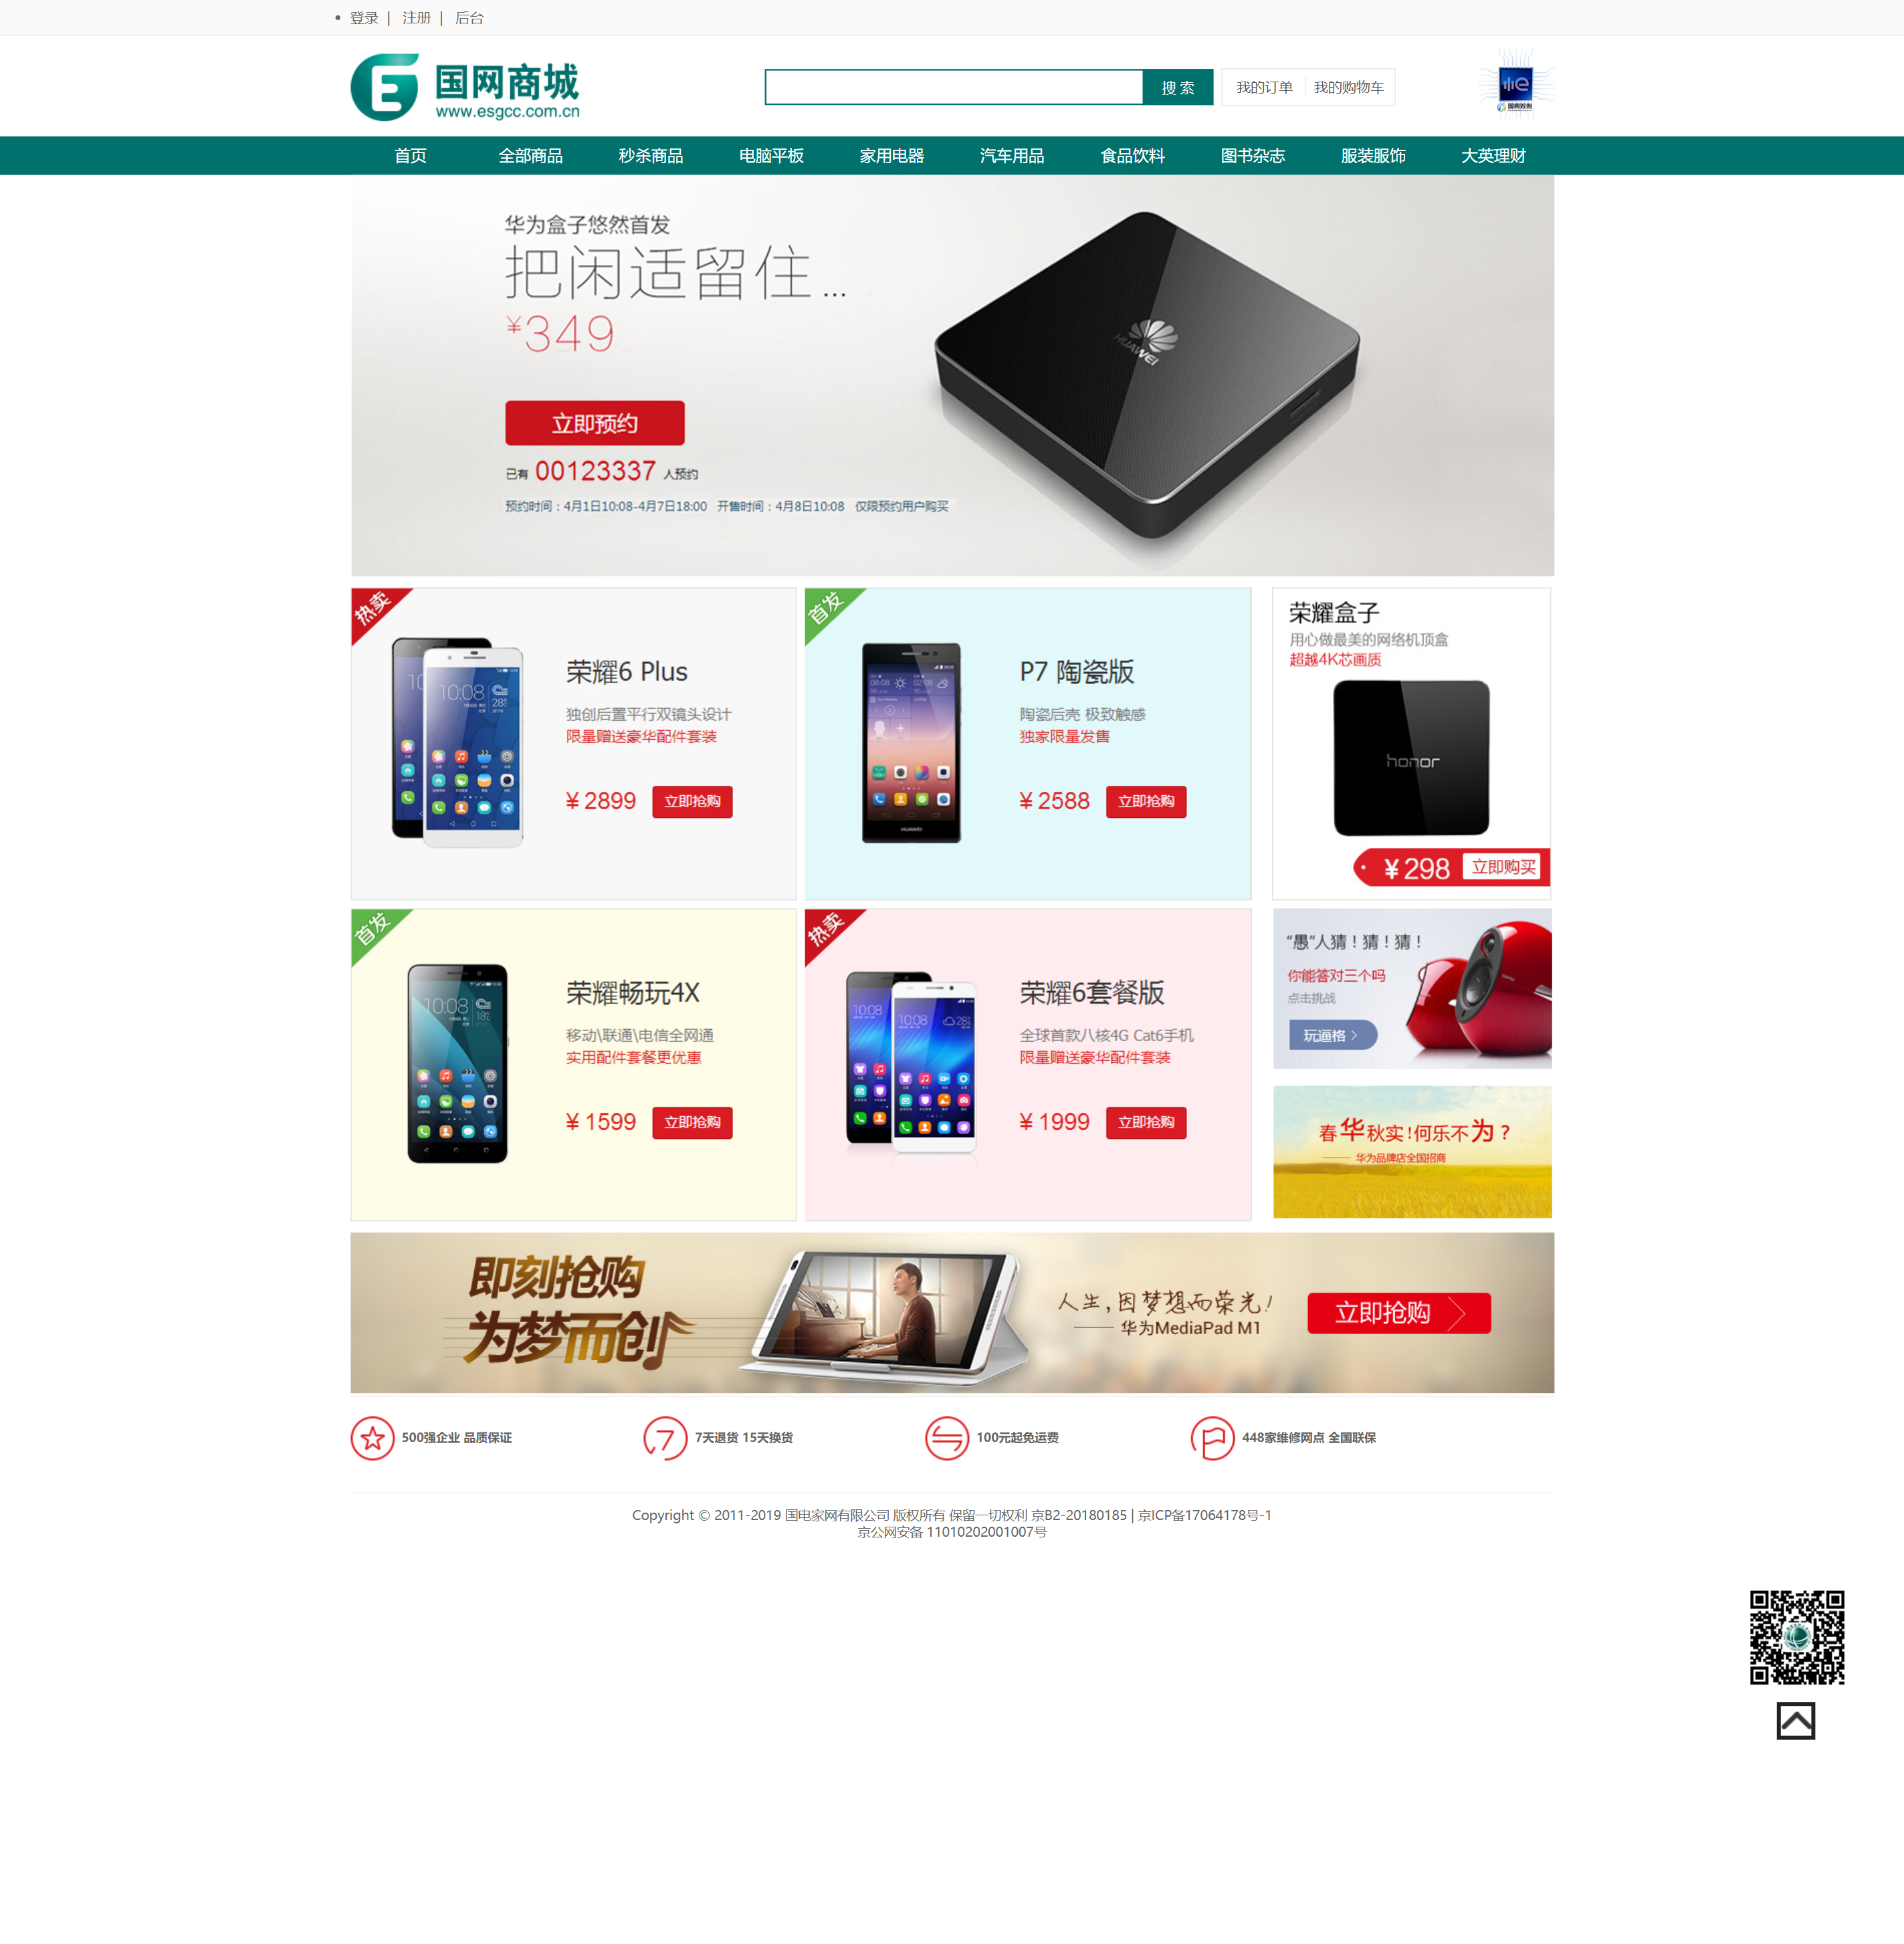 登录 | 注册 | 后台
国网商城
www.esgcc.com.cn
搜 索
我的订单 我的购物车
国网双创
首页 全部商品 秒杀商品 电脑平板 家用电器 汽车用品 食品饮料 图书杂志 服装服饰 大英理财
华为盒子悠然首发
把闲适留住...
¥349
立即预约
已有 00123337 人预约
预约时间：4月1日10:08-4月7日18:00 开售时间：4月8日10:08 仅限预约用户购买
HUAWEI
热卖
荣耀6 Plus
独创后置平行双镜头设计
限量赠送豪华配件套装
¥ 2899 立即抢购
10:08
28°
首发
P7 陶瓷版
陶瓷后壳 极致触感
独家限量发售
¥ 2588 立即抢购
08:08 02:08
HUAWEI
荣耀盒子
用心做最美的网络机顶盒
超越4K芯画质
honor
¥298 立即购买
首发
荣耀畅玩4X
移动\联通\电信全网通
实用配件套餐更优惠
¥ 1599 立即抢购
10:08
18°
热卖
荣耀6套餐版
全球首款八核4G Cat6手机
限量赠送豪华配件套装
¥ 1999 立即抢购
10:08
10:08 28°
“愚”人猜！猜！猜！
你能答对三个吗
点击挑战
玩逼格 >
春华秋实!何乐不为？
—— 华为品牌店全国招商
即刻抢购
为梦而创
人生,因梦想而荣光!
—— 华为MediaPad M1
立即抢购
500强企业 品质保证
7天退货 15天换货
100元起免运费
448家维修网点 全国联保
Copyright © 2011-2019 国电家网有限公司 版权所有 保留一切权利 京B2-20180185 | 京ICP备17064178号-1
京公网安备 11010202001007号